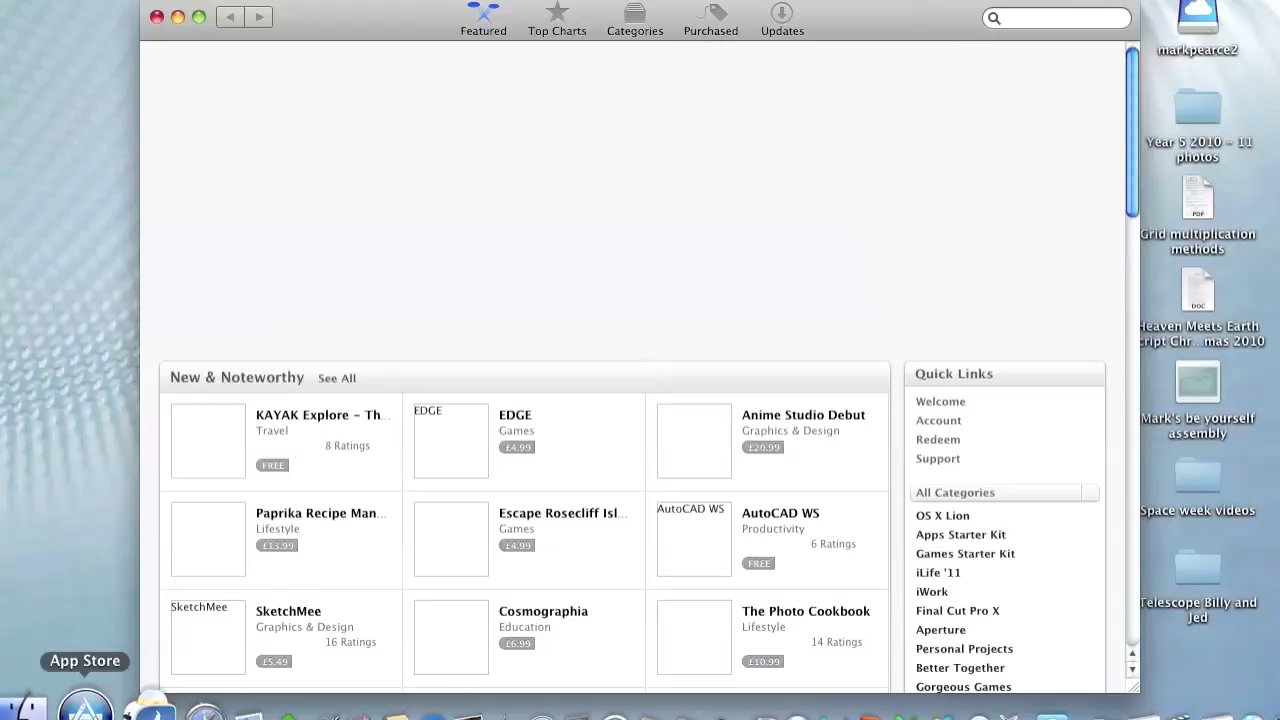 Featured
Top Charts
Categories
Purchased
Updates
New & Noteworthy See All
KAYAK Explore – Th...
Travel
8 Ratings
FREE
EDGE
EDGE
Games
£4.99
Anime Studio Debut
Graphics & Design
£20.99
Paprika Recipe Man...
Lifestyle
£13.99
Escape Rosecliff Isl...
Games
£4.99
AutoCAD WS
AutoCAD WS
Productivity
6 Ratings
FREE
SketchMee
SketchMee
Graphics & Design
16 Ratings
£5.49
Cosmographia
Education
£6.99
The Photo Cookbook
Lifestyle
14 Ratings
£10.99
Quick Links
Welcome
Account
Redeem
Support
All Categories
OS X Lion
Apps Starter Kit
Games Starter Kit
iLife '11
iWork
Final Cut Pro X
Aperture
Personal Projects
Better Together
Gorgeous Games
markpearce2
Year 5 2010 – 11
photos
PDF
Grid multiplication
methods
DOC
Heaven Meets Earth
cript Chr...mas 2010
Mark's be yourself
assembly
Space week videos
Telescope Billy and
Jed
App Store